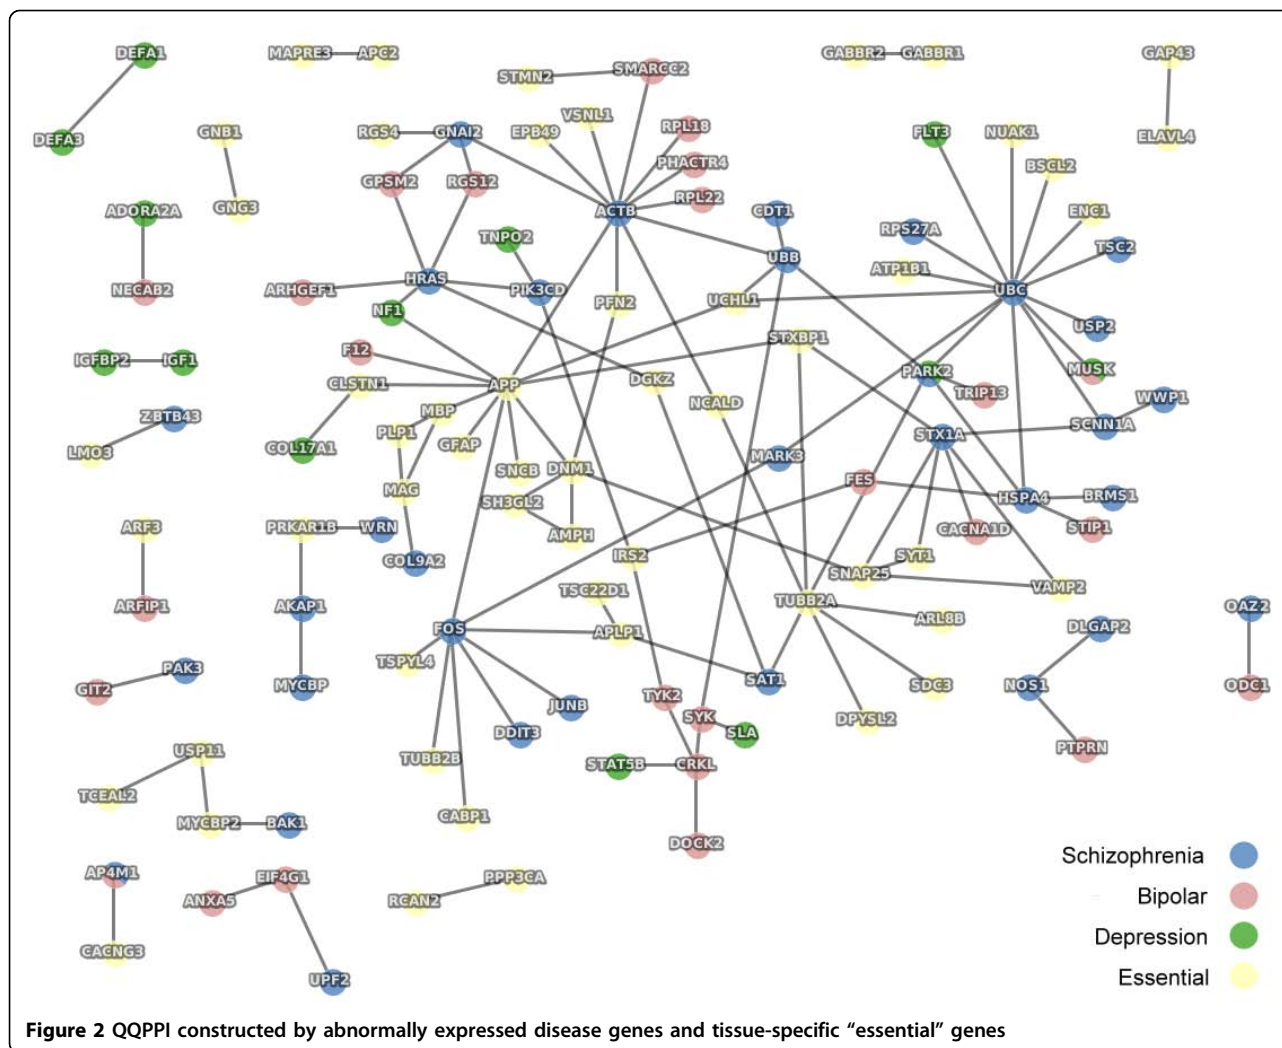 DEFA1
MAPRE3
APC2
GABBR2
GABBR1
GAP43
STMN2
SMARCC2
VSNL1
DEFA3
GNB1
RGS4
GNAI2
EPB49
RPL18
FLT3
NUAK1
ELAVL4
PHACTR4
BSCL2
GPSM2
RGS12
RPL22
ADORA2A
GNG3
ACTB
CDT1
ENC1
TNPO2
RPS27A
TSC2
UBB
ATP1B1
NECAB2
ARHGEF1
HRAS
PIK3CD
PFN2
UCHL1
UBC
NF1
USP2
STXBP1
IGFBP2
IGF1
F12
CLSTN1
APP
DGKZ
PARK2
MUSK
TRIP13
NCALD
WWP1
ZBTB43
MBP
LMO3
COL17A1
PLP1
GFAP
STX1A
SCNN1A
MARK3
SNCB
DNM1
FES
MAG
SH3GL2
HSPA4
BRMS1
ARF3
PRKAR1B
WRN
AMPH
CACNA1D
STIP1
COL9A2
IRS2
SYT1
SNAP25
VAMP2
TSC22D1
TUBB2A
ARFIP1
AKAP1
ARL8B
OAZ2
FOS
APLP1
DLGAP2
TSPYL4
PAK3
GIT2
MYCBP
SAT1
SDC3
NOS1
ODC1
TYK2
JUNB
SYK
DPYSL2
DDIT3
SLA
PTPRN
USP11
TUBB2B
STAT5B
CRKL
TCEAL2
MYCBP2
BAK1
CABP1
DOCK2
Schizophrenia
AP4M1
EIF4G1
PPP3CA
Bipolar
ANXA5
RCAN2
Depression
CACNG3
Essential
UPF2
Figure 2 QQPPI constructed by abnormally expressed disease genes and tissue-specific “essential” genes